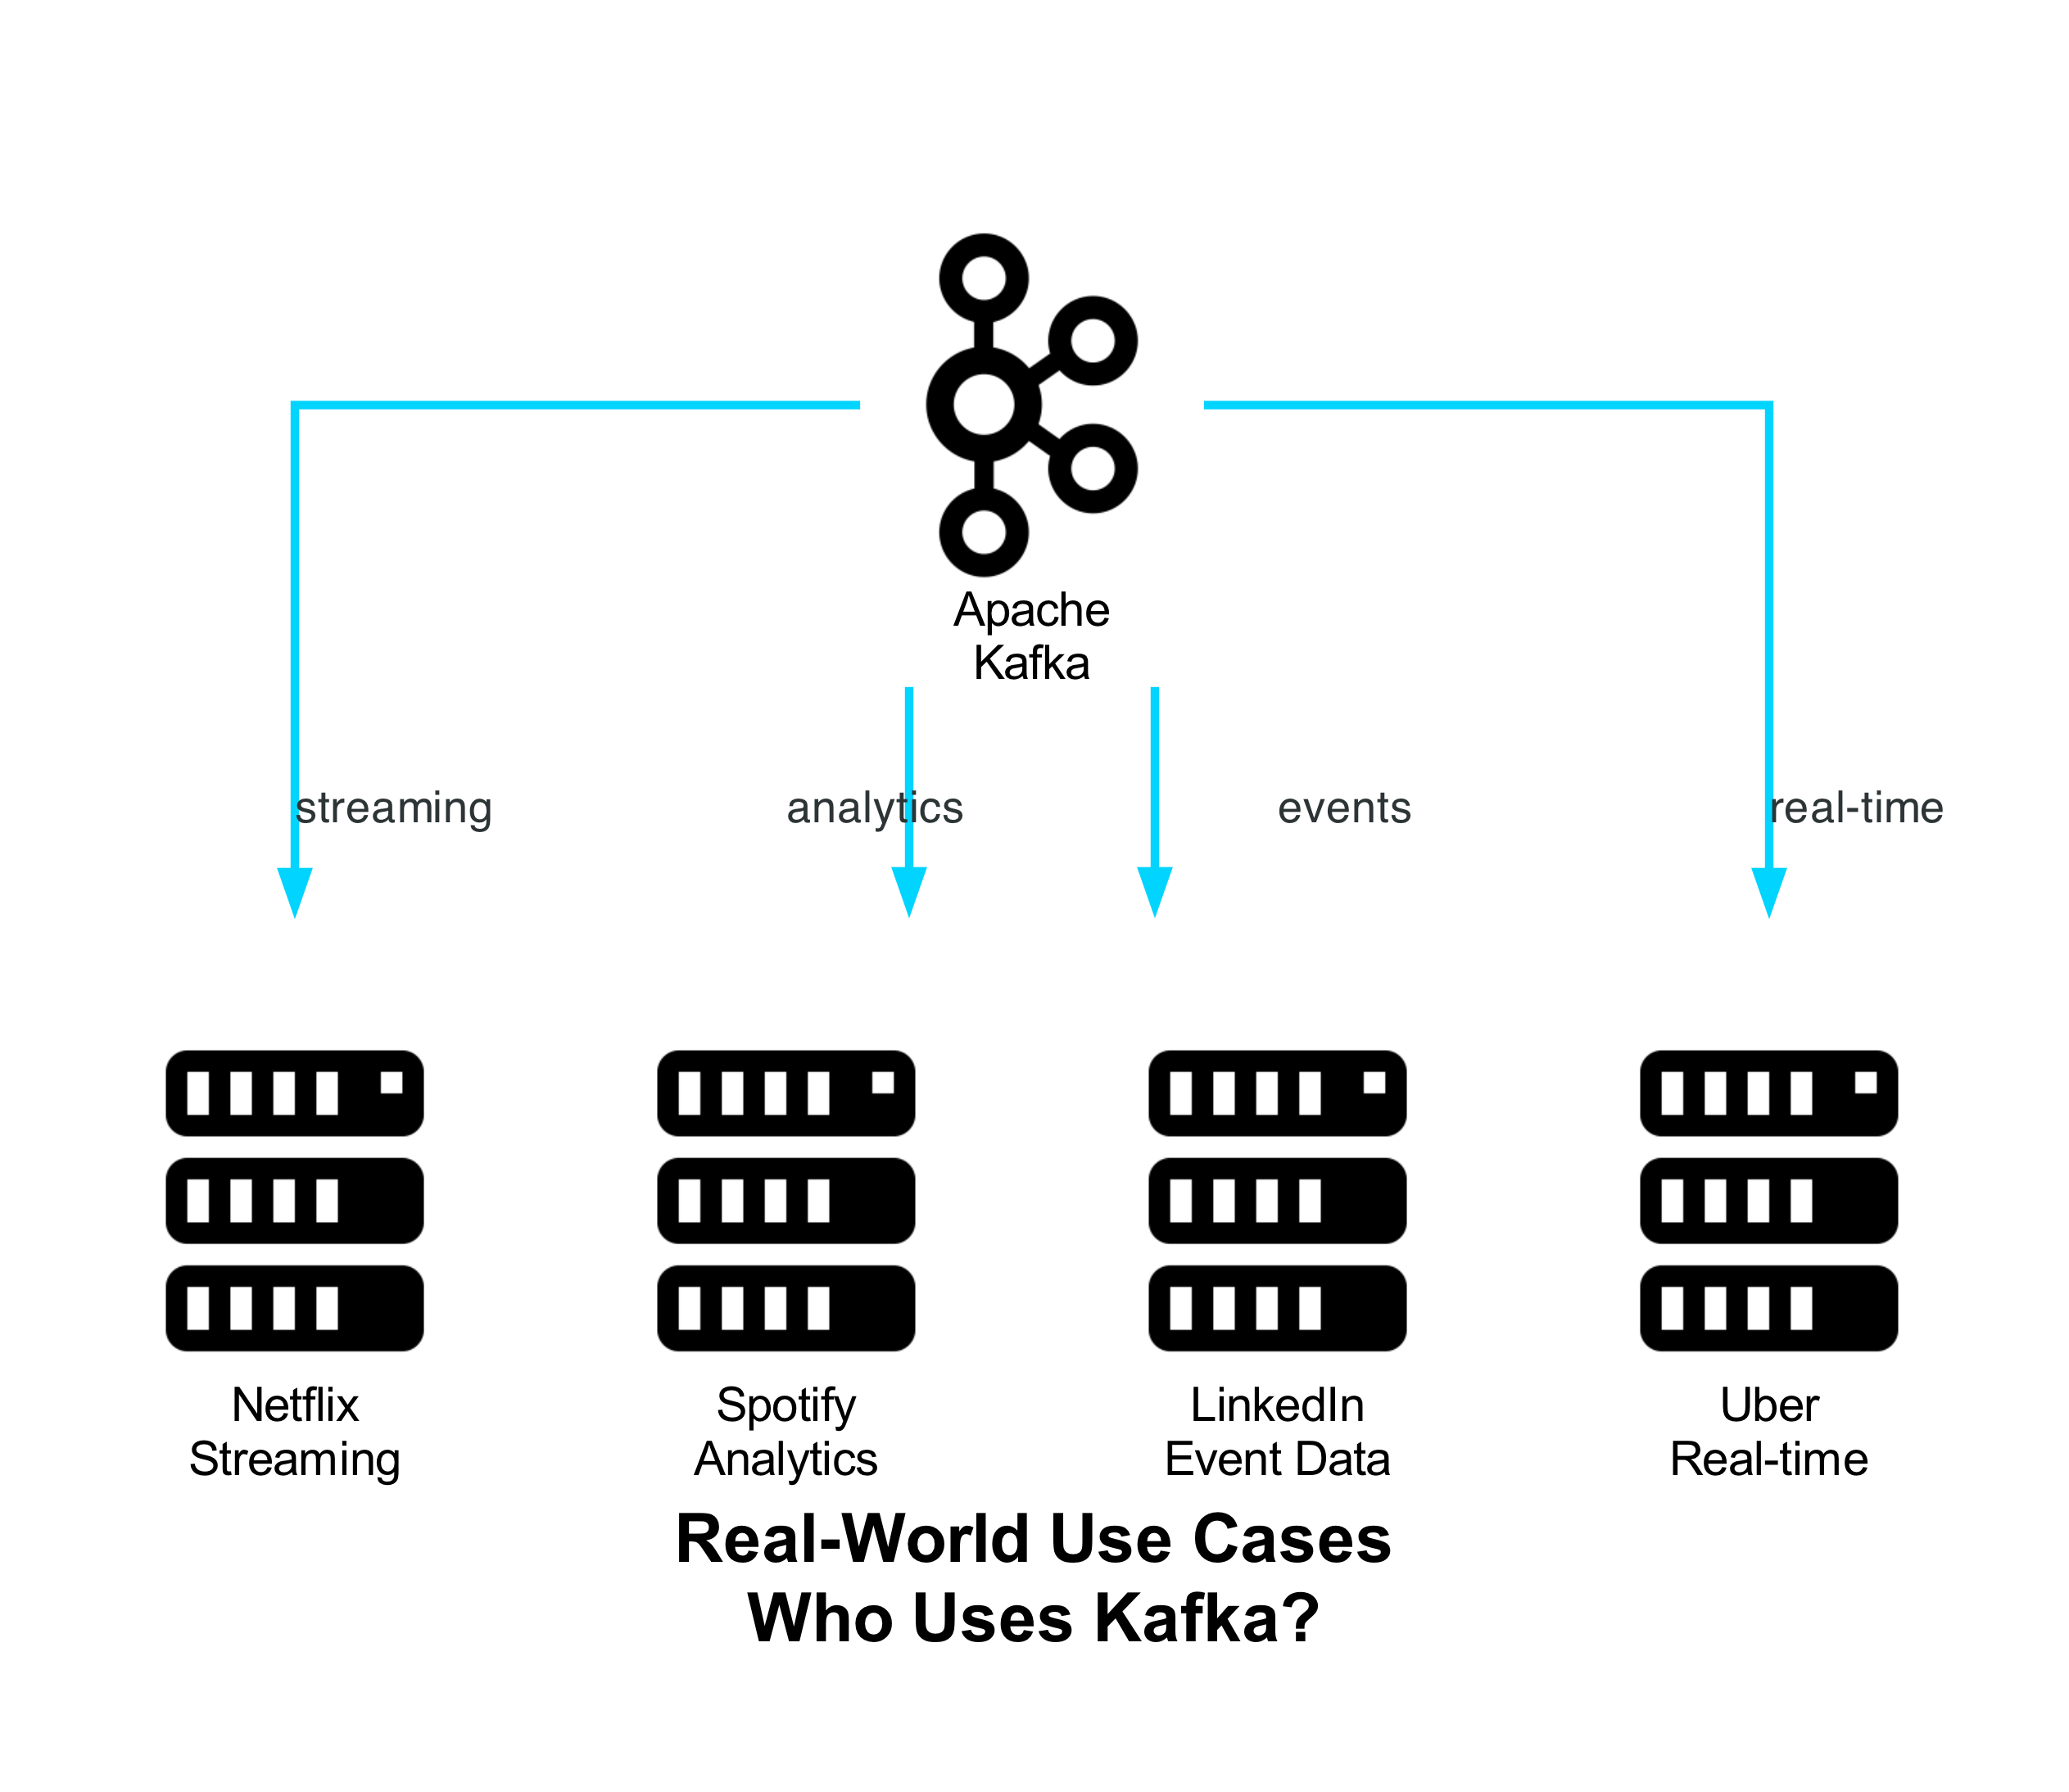 Apache
Kafka
streaming
analytics
events
real-time
Netflix
Streaming
Spotify
Analytics
LinkedIn
Event Data
Uber
Real-time
Real-World Use Cases
Who Uses Kafka?